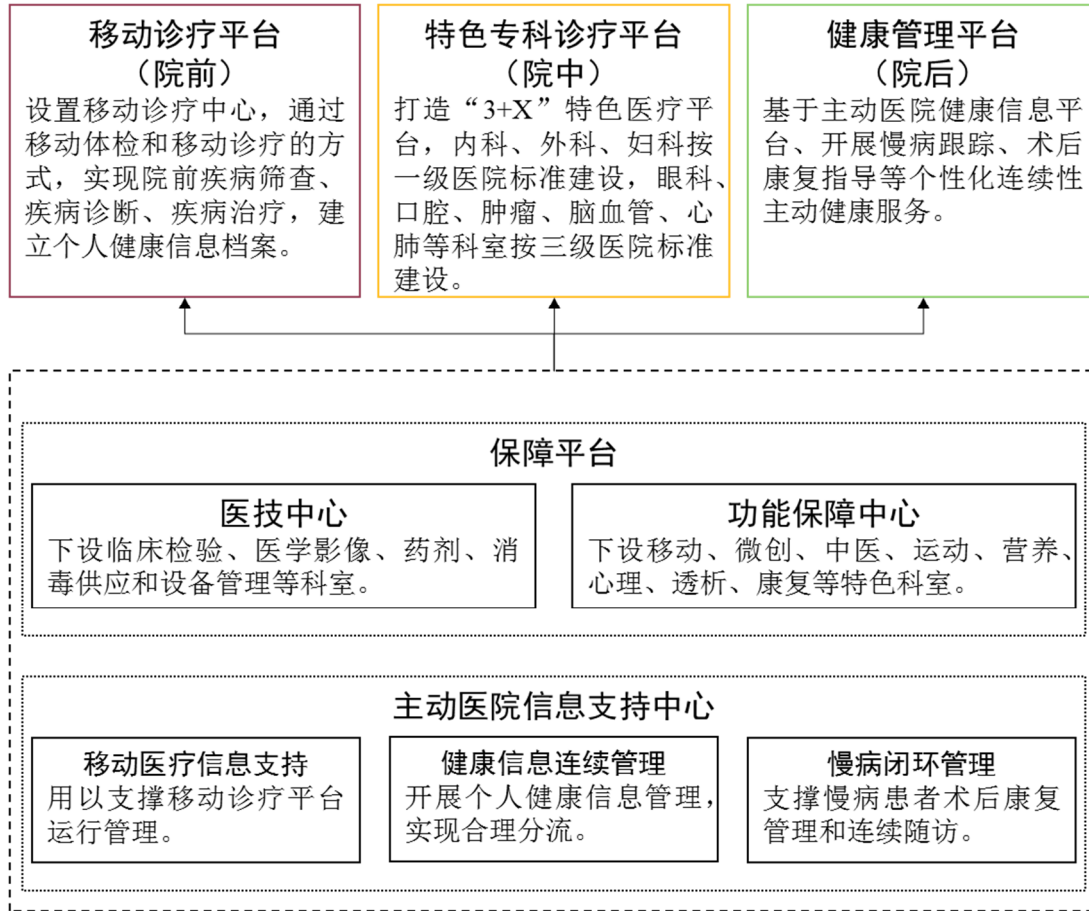 移动诊疗平台
（院前）
设置移动诊疗中心，通过
移动体检和移动诊疗的方
式，实现院前疾病筛查、
疾病诊断、疾病治疗，建
立个人健康信息档案。
特色专科诊疗平台
（院中）
打造“3+X”特色医疗平
台，内科、外科、妇科按
一级医院标准建设，眼科、
口腔、肿瘤、脑血管、心
肺等科室按三级医院标准
建设。
健康管理平台
（院后）
基于主动医院健康信息平
台、开展慢病跟踪、术后
康复指导等个性化连续性
主动健康服务。
保障平台
医技中心
下设临床检验、医学影像、药剂、消
毒供应和设备管理等科室。
功能保障中心
下设移动、微创、中医、运动、营养、
心理、透析、康复等特色科室。
主动医院信息支持中心
移动医疗信息支持
用以支撑移动诊疗平台
运行管理。
健康信息连续管理
开展个人健康信息管理，
实现合理分流。
慢病闭环管理
支撑慢病患者术后康复
管理和连续随访。